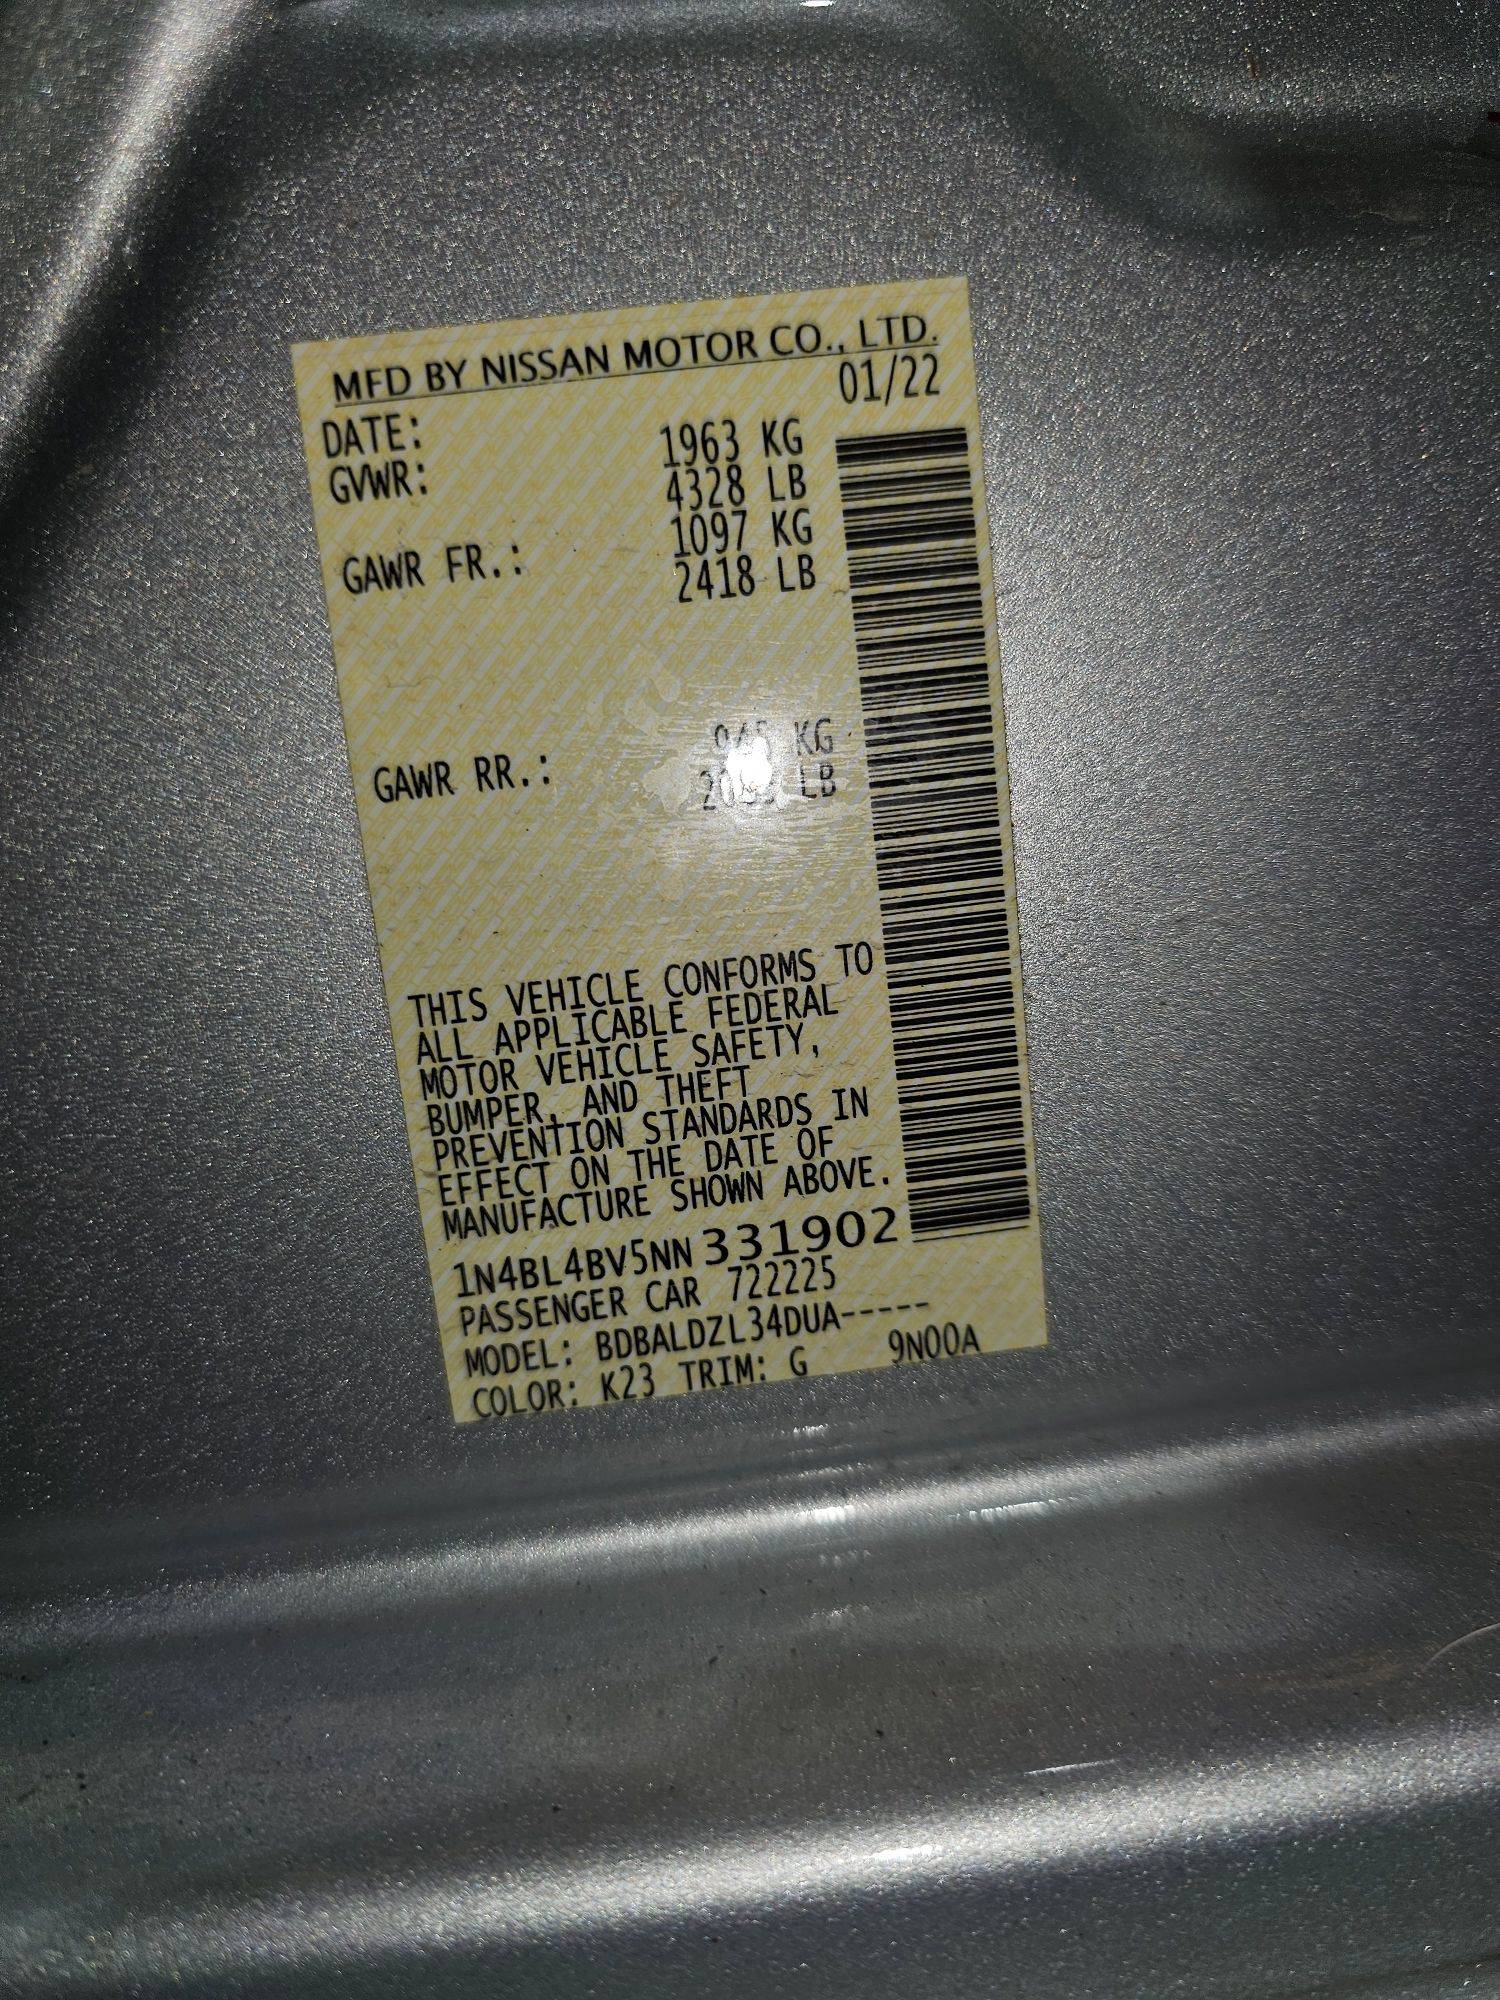 MFD BY NISSAN MOTOR CO., LTD.
DATE: 01/22
GVWR: 1963 KG
4328 LB
GAWR FR.: 1097 KG
2418 LB
GAWR RR.: KG
LB
THIS VEHICLE CONFORMS TO
ALL APPLICABLE FEDERAL
MOTOR VEHICLE SAFETY,
BUMPER, AND THEFT
PREVENTION STANDARDS IN
EFFECT ON THE DATE OF
MANUFACTURE SHOWN ABOVE.
1N4BL4BV5NN 331902
PASSENGER CAR 722225
MODEL: BDBALDZL34DUA-----
COLOR: K23 TRIM: G 9N00A